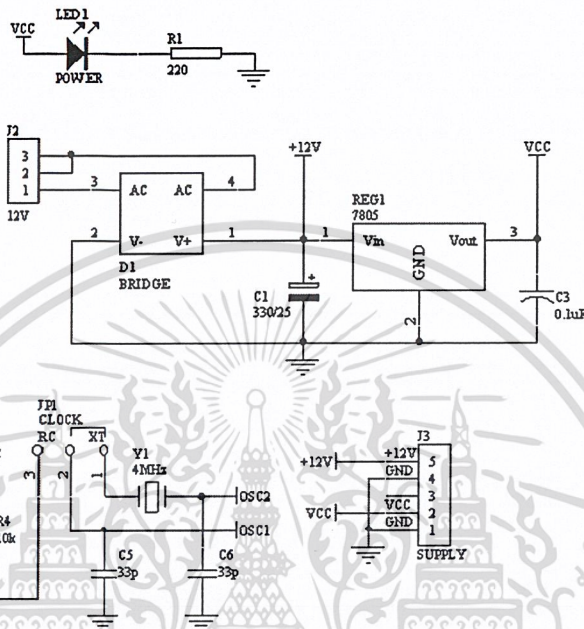 LED1
VCC
R1
POWER
220
J2
3
2
1
12V
3
AC
AC
4
2
V-
V+
1
D1
BRIDGE
+12V
VCC
REG1
7805
1
Vin
Vout
3
GND
2
C1
330/25
+
C3
0.1uF
JP1
CLOCK
RC
XT
3
2
1
Y1
4MHz
OSC2
OSC1
R4
C5
33p
C6
33p
J3
+12V
+12V
5
GND
4
3
VCC
VCC
2
GND
1
SUPPLY